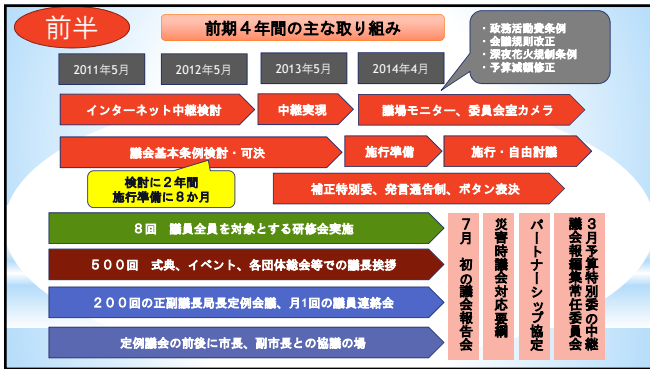 前半
前期４年間の主な取り組み
・政務活動費条例
・会議規則改正
・深夜花火規制条例
・予算減額修正
2011年5月
2012年5月
2013年5月
2014年4月
インターネット中継検討
中継実現
議場モニター、委員会室カメラ
議会基本条例検討・可決
施行準備
施行・自由討議
検討に２年間
施行準備に８か月
補正特別委、発言通告制、ボタン表決
８回　議員全員を対象とする研修会実施
５００回　式典、イベント、各団体総会等での議長挨拶
２００回の正副議長局長定例会議、月1回の議員連絡会
定例議会の前後に市長、副市長との協議の場
７月　初の議会報告会
災害時議会対応要綱
パートナーシップ協定
３月予算特別委の中継
議会報編集常任委員会